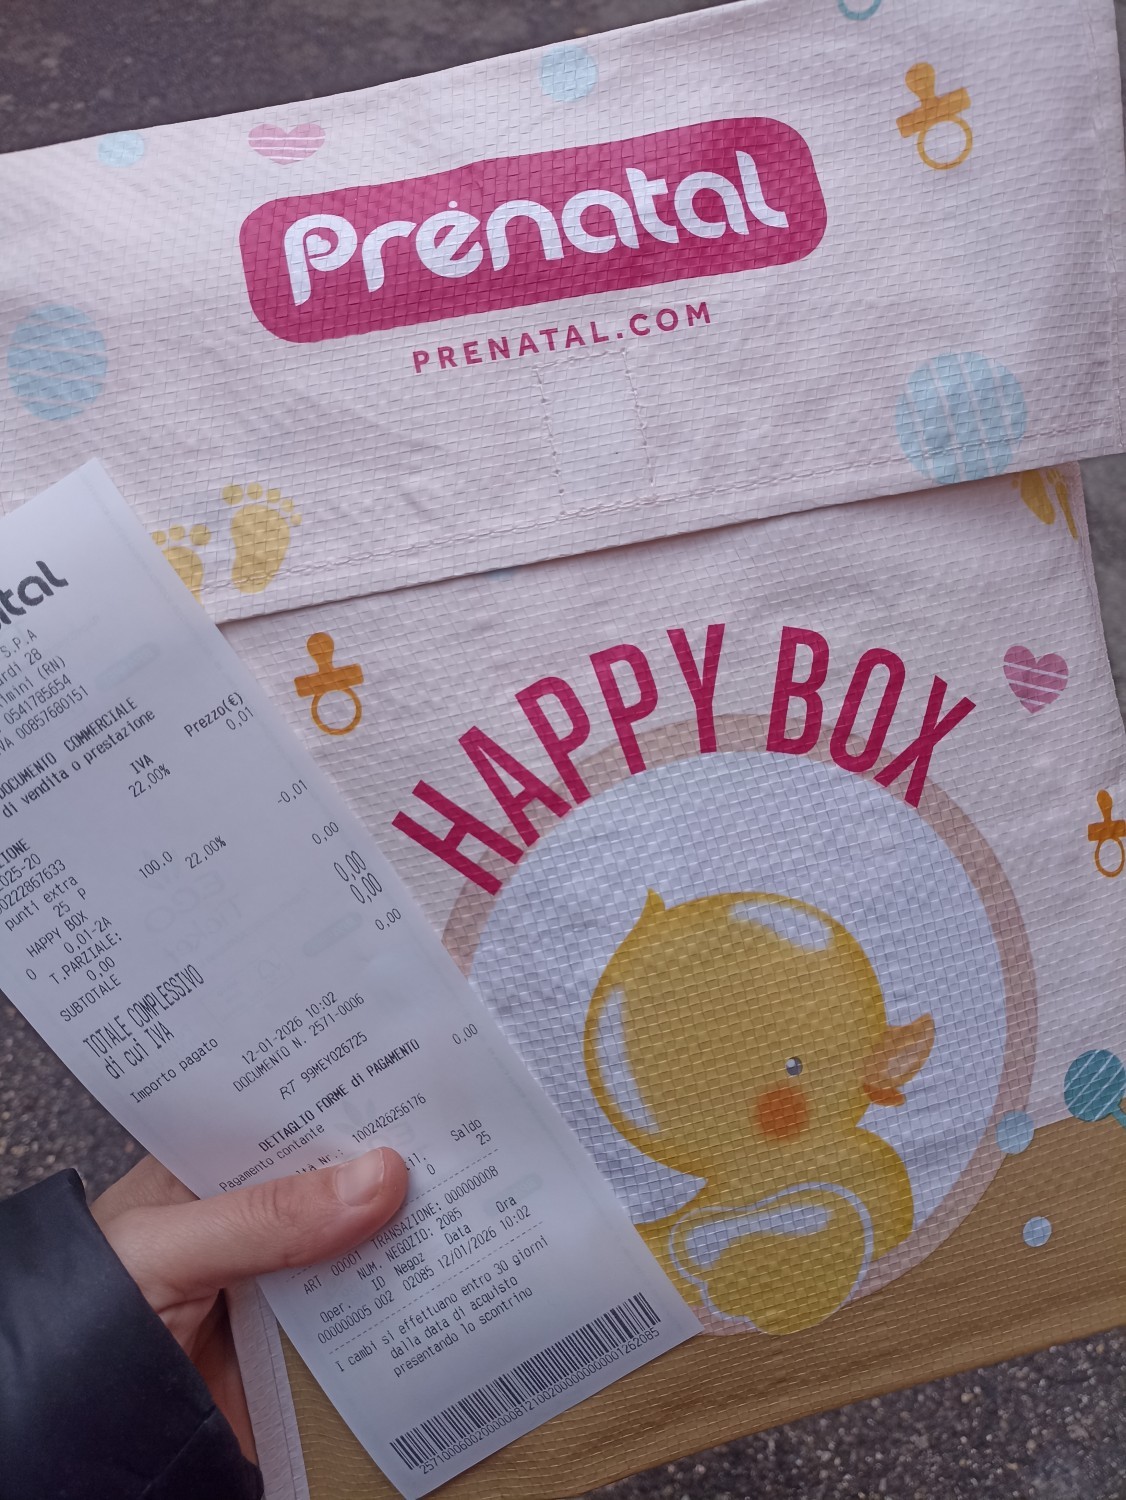 Prénatal
PRENATAL.COM
HAPPY BOX
S.P.A
28
(RN)
0541785654
00857680151
DOCUMENTO COMMERCIALE
di vendita o prestazione
IVA Prezzo(€)
22,00% 0,01
punti extra 100.0 22,00% -0,01
25 P
HAPPY BOX
0 0,01-2A
T.PARZIALE: 0,00
0,00
SUBTOTALE
TOTALE COMPLESSIVO 0,00
di cui IVA 0,00
Importo pagato 0,00
12-01-2026 10:02
DOCUMENTO N. 2571-0006
RT 99MEY026725
DETTAGLIO FORME di PAGAMENTO
Pagamento contante 0,00
Nr.: 1002426256176
Saldo
0 25
ART 00001 TRANSAZIONE: 000000008
NUM NEGOZIO: 2085
Oper. ID Negoz Data Ora
000000005 002 02085 12/01/2026 10:02
I cambi si effettuano entro 30 giorni
dalla data di acquisto
presentando lo scontrino